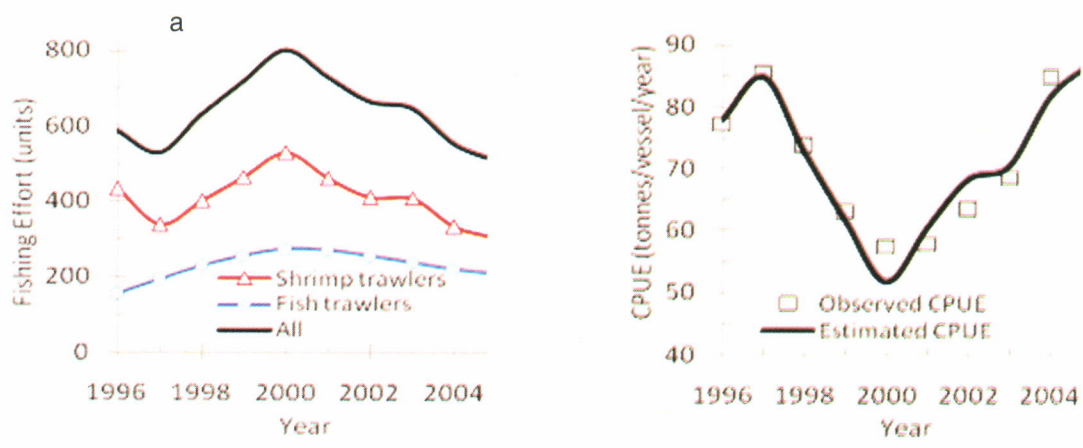 a
Fishing Effort (units)
800
600
400
200
0
Shrimp trawlers
Fish trawlers
All
1996 1998 2000 2002 2004
Year
CPUE (tonnes/vessel/year)
90
80
70
60
50
40
Observed CPUE
Estimated CPUE
1996 1998 2000 2002 2004
Year